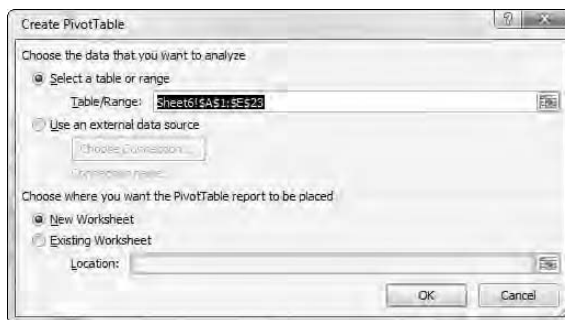 Create PivotTable
Choose the data that you want to analyze
Select a table or range
Table/Range: Sheet6!$A$1:$E$23
Use an external data source
Choose Connection...
Connection name:
Choose where you want the PivotTable report to be placed
New Worksheet
Existing Worksheet
Location:
OK Cancel